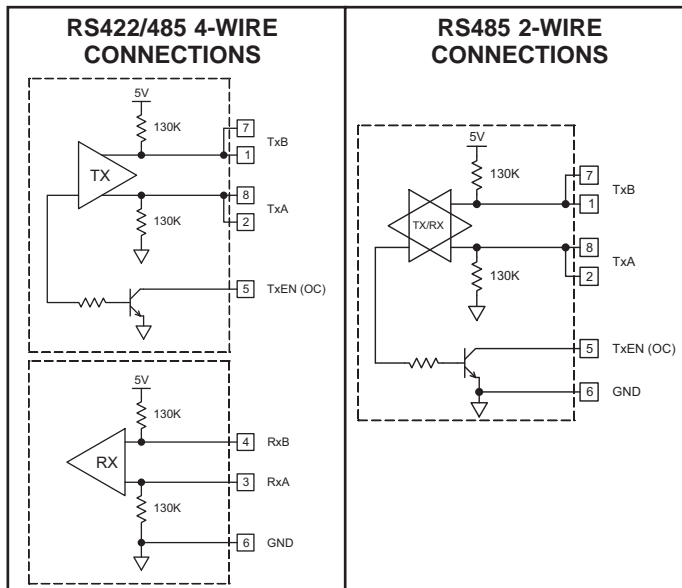 RS422/485 4-WIRE
CONNECTIONS
5V
130K
7
TxB
1
TX
8
TxA
130K
2
5
TxEN (OC)
5V
130K
4
RxB
RX
3
RxA
130K
6
GND
RS485 2-WIRE
CONNECTIONS
5V
130K
7
TxB
1
TX/RX
8
TxA
130K
2
5
TxEN (OC)
6
GND